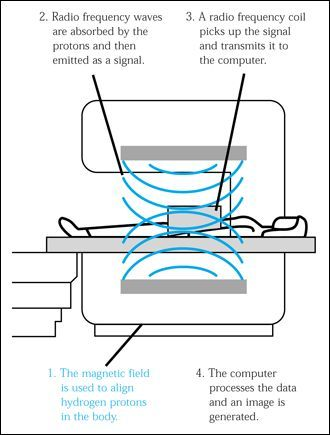 2. Radio frequency waves
are absorbed by the
protons and then
emitted as a signal.
3. A radio frequency coil
picks up the signal
and transmits it to
the computer.
1. The magnetic field
is used to align
hydrogen protons
in the body.
4. The computer
processes the data
and an image is
generated.